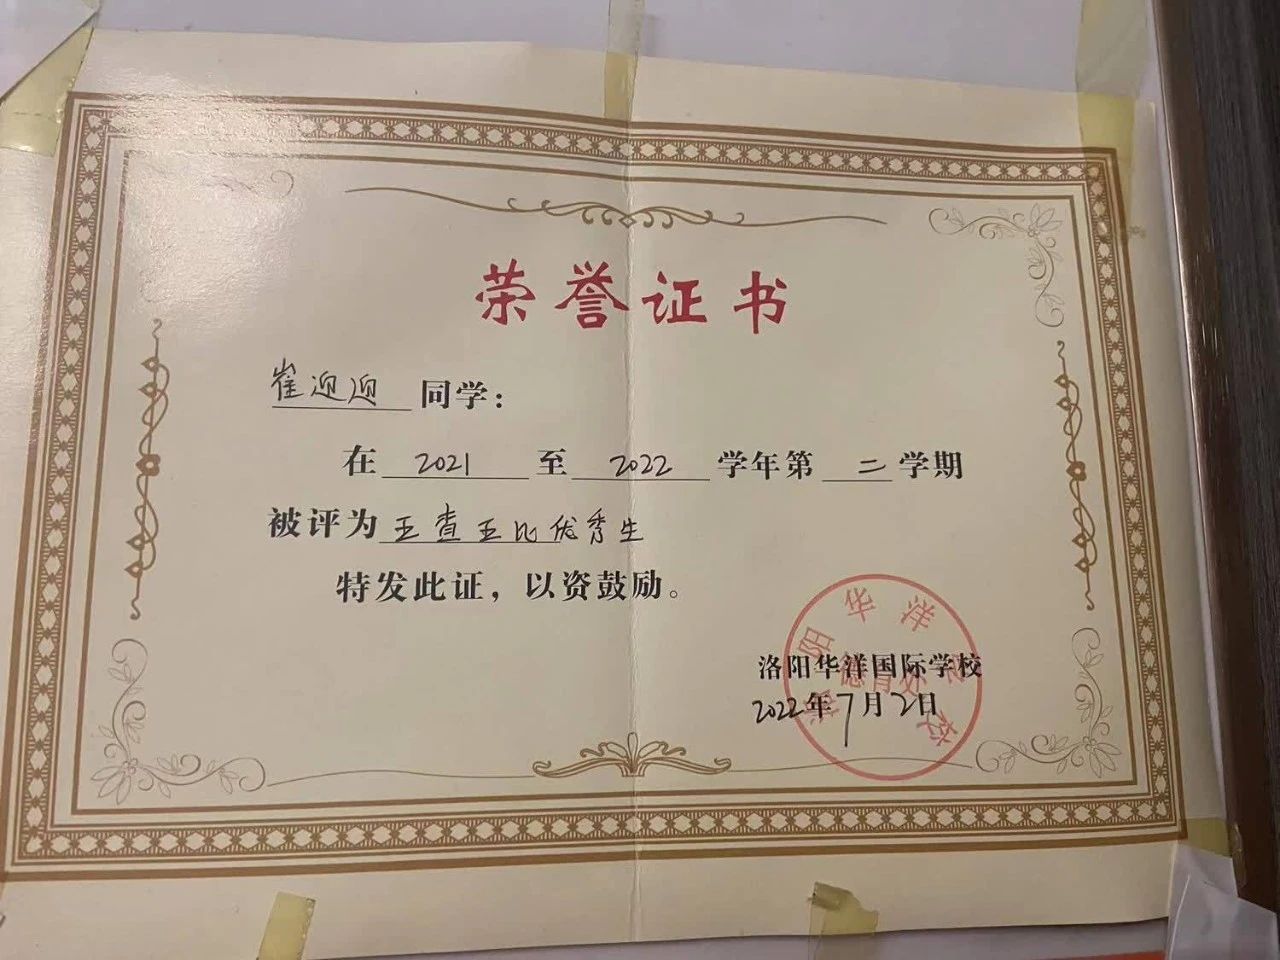 荣誉证书
崔迎迎 同学：
在 2021 至 2022 学年第 二 学期
被评为 五查五比优秀生
特发此证，以资鼓励。
洛阳华洋国际学校
2022年7月2日